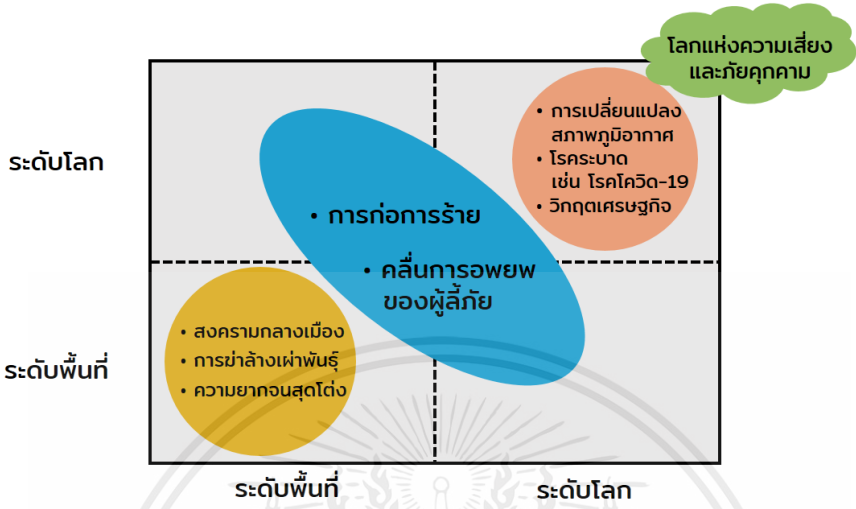 โลกแห่งความเสี่ยง
และภัยคุกคาม
ระดับโลก
• การเปลี่ยนแปลง
สภาพภูมิอากาศ
• โรคระบาด
เช่น โรคโควิด-19
• วิกฤตเศรษฐกิจ
• การก่อการร้าย
• คลื่นการอพยพ
ของผู้ลี้ภัย
ระดับพื้นที่
• สงครามกลางเมือง
• การฆ่าล้างเผ่าพันธุ์
• ความยากจนสุดโต่ง
ระดับพื้นที่
ระดับโลก